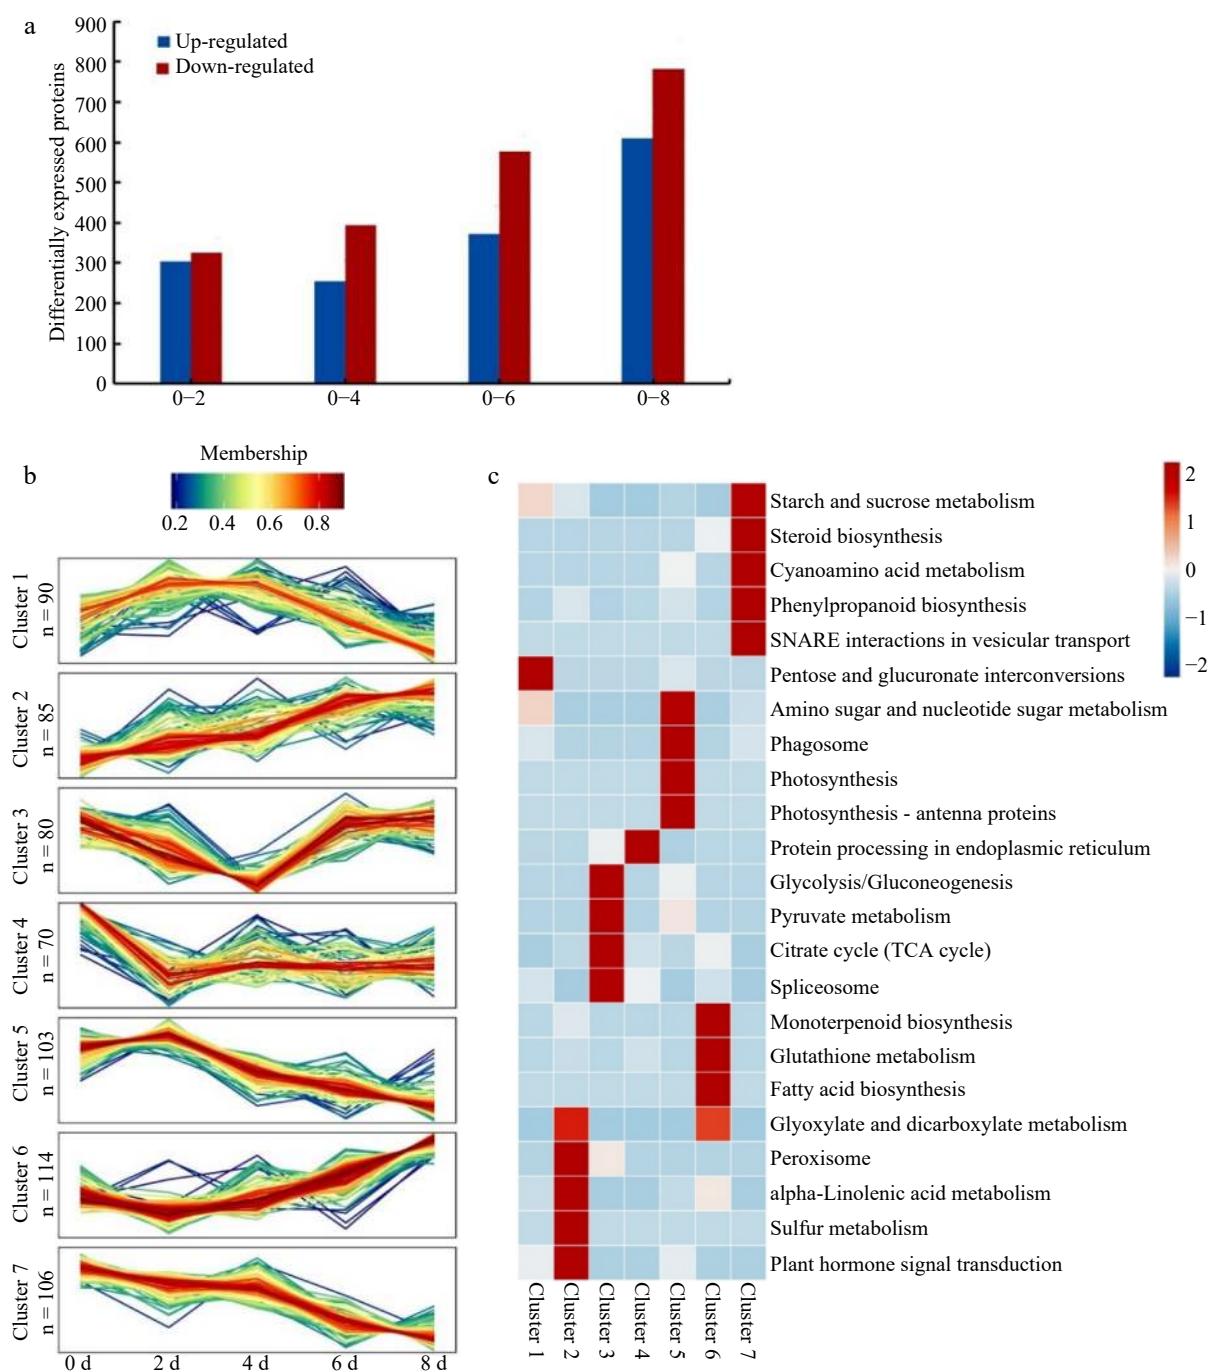 a
Differentially expressed proteins
900
800
700
600
500
400
300
200
100
0
Up-regulated
Down-regulated
0−2
0−4
0−6
0−8
b
Membership
0.2 0.4 0.6 0.8
Cluster 1
n = 90
Cluster 2
n = 85
Cluster 3
n = 80
Cluster 4
n = 70
Cluster 5
n = 103
Cluster 6
n = 114
Cluster 7
n = 106
0 d 2 d 4 d 6 d 8 d
c
Starch and sucrose metabolism
Steroid biosynthesis
Cyanoamino acid metabolism
Phenylpropanoid biosynthesis
SNARE interactions in vesicular transport
Pentose and glucuronate interconversions
Amino sugar and nucleotide sugar metabolism
Phagosome
Photosynthesis
Photosynthesis - antenna proteins
Protein processing in endoplasmic reticulum
Glycolysis/Gluconeogenesis
Pyruvate metabolism
Citrate cycle (TCA cycle)
Spliceosome
Monoterpenoid biosynthesis
Glutathione metabolism
Fatty acid biosynthesis
Glyoxylate and dicarboxylate metabolism
Peroxisome
alpha-Linolenic acid metabolism
Sulfur metabolism
Plant hormone signal transduction
Cluster 1
Cluster 2
Cluster 3
Cluster 4
Cluster 5
Cluster 6
Cluster 7
2
1
0
−1
−2